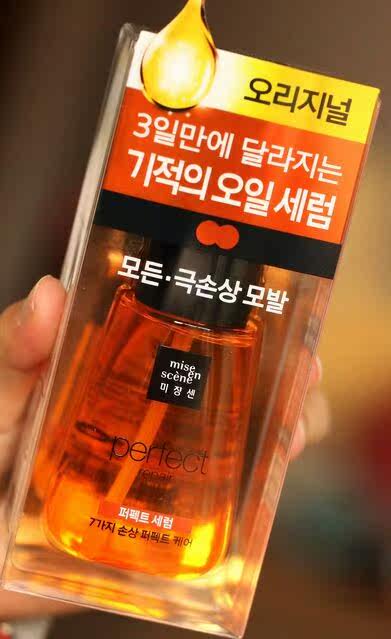 오리지널
3일만에 달라지는
기적의 오일 세럼
모든·극손상 모발
mise
en
scène
미쟝센
perfect
repair
퍼펙트 세럼
7가지 손상 퍼펙트 케어